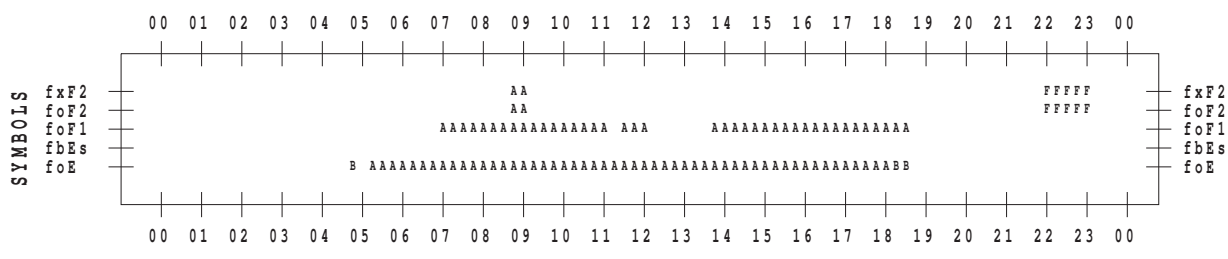 00 01 02 03 04 05 06 07 08 09 10 11 12 13 14 15 16 17 18 19 20 21 22 23 00
SYMBOLS
fxF2 AA FFFFF fxF2
foF2 AA FFFFF foF2
foF1 AAAAAAAAAAAAAAAAA AAA AAAAAAAAAAAAAAAAAAAA foF1
fbEs fbEs
foE B AAAAAAAAAAAAAAAAAAAAAAAAAAAAAAAAAAAAAAAAAAAAAAAAAAAABB foE
00 01 02 03 04 05 06 07 08 09 10 11 12 13 14 15 16 17 18 19 20 21 22 23 00